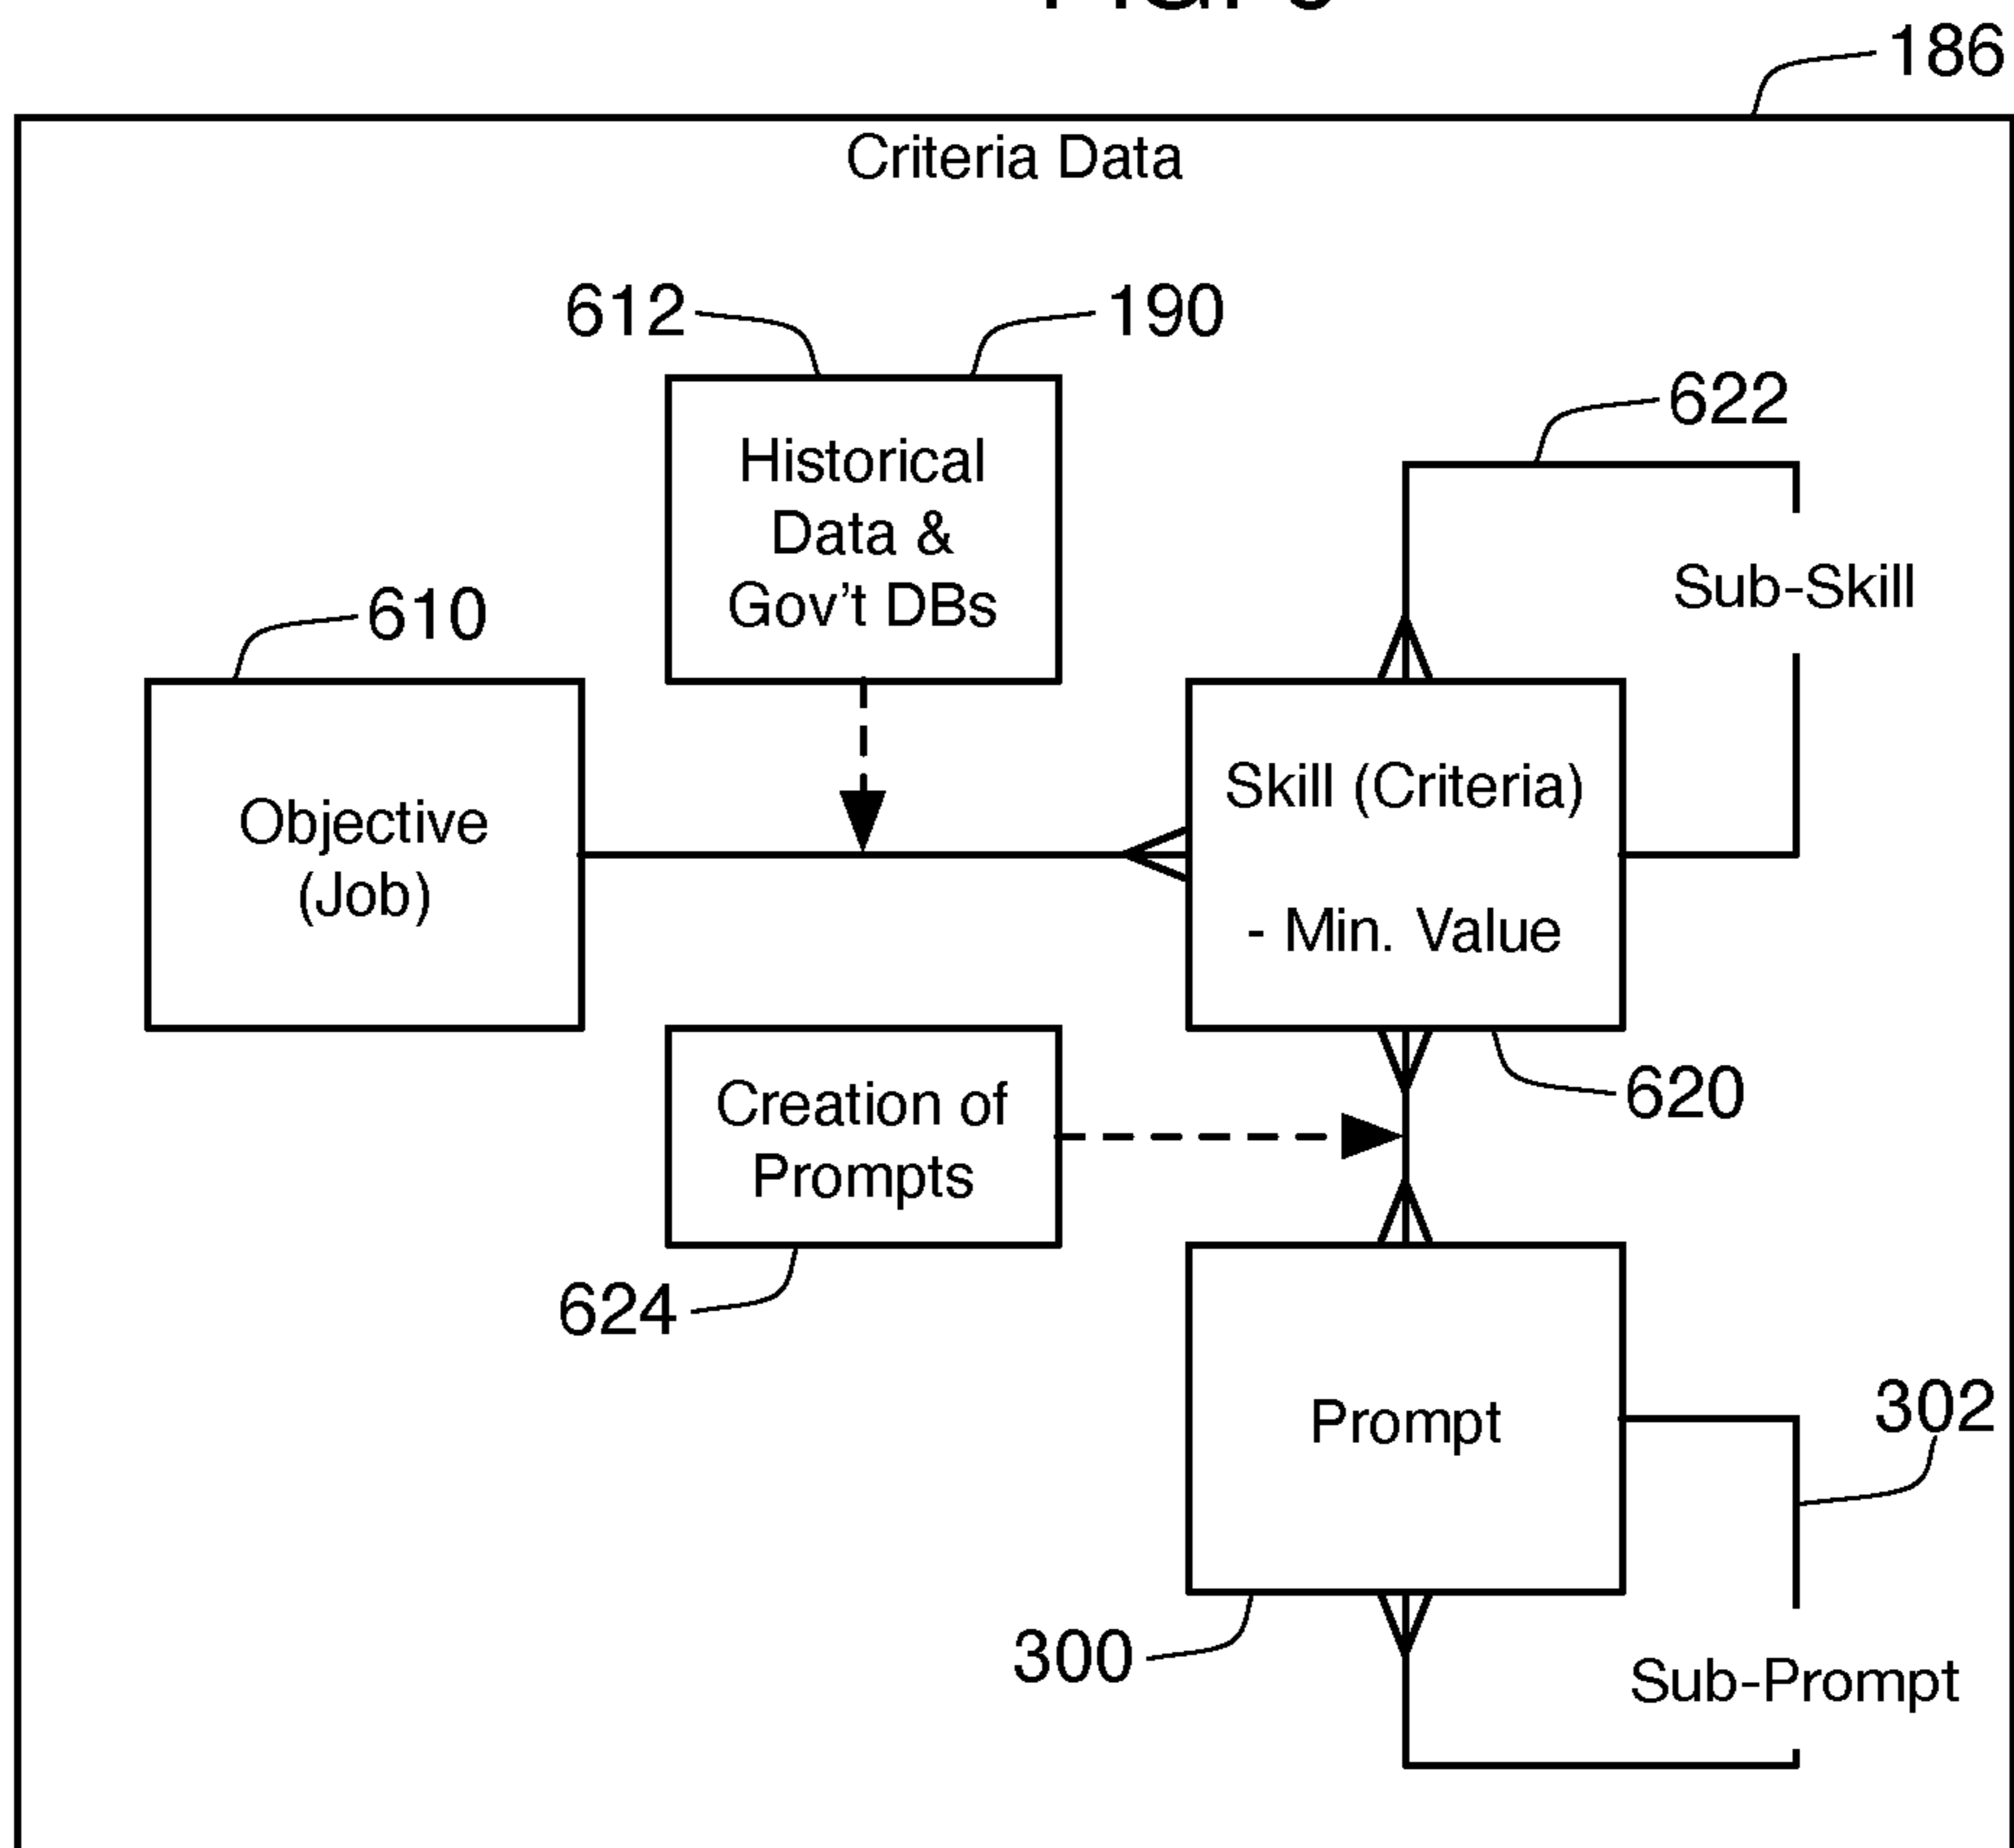 186
Criteria Data
612
190
622
Historical
Data &
Gov't DBs
Sub-Skill
610
Objective
(Job)
Skill (Criteria)
- Min. Value
620
Creation of
Prompts
624
Prompt
302
300
Sub-Prompt